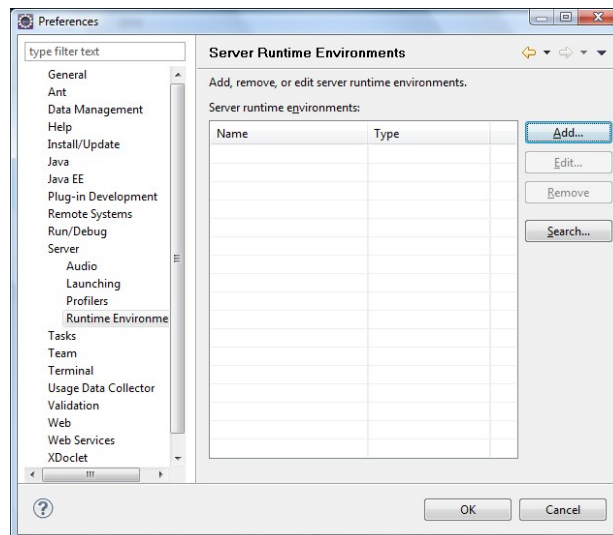 Preferences
type filter text
General
Ant
Data Management
Help
Install/Update
Java
Java EE
Plug-in Development
Remote Systems
Run/Debug
Server
Audio
Launching
Profilers
Runtime Environme
Tasks
Team
Terminal
Usage Data Collector
Validation
Web
Web Services
XDoclet
Server Runtime Environments
Add, remove, or edit server runtime environments.
Server runtime environments:
Name Type
Add...
Edit...
Remove
Search...
OK Cancel